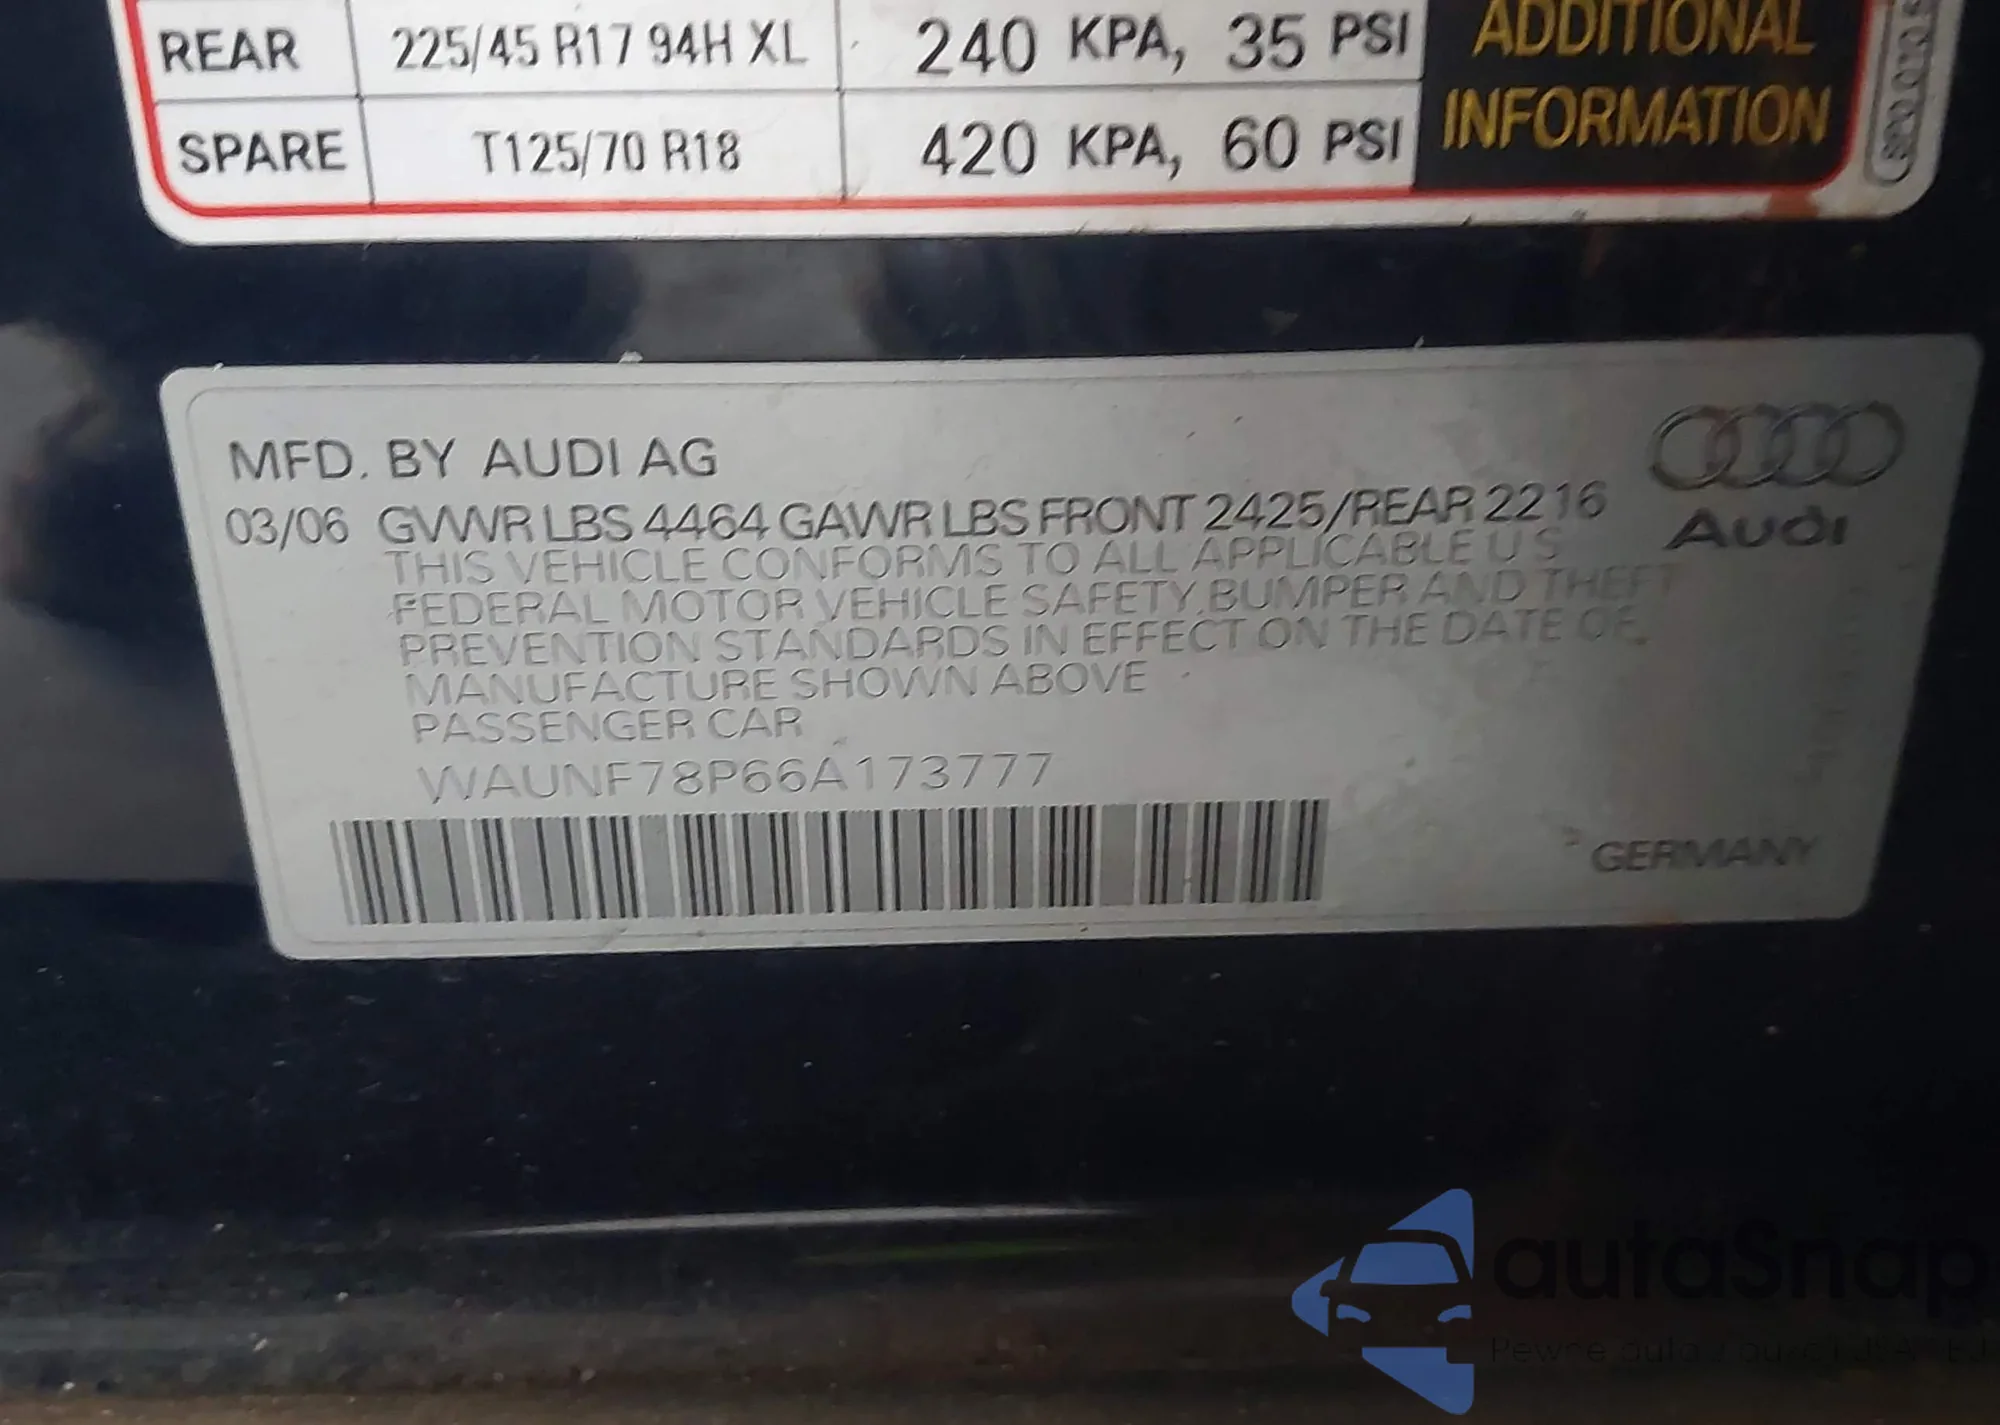 REAR 225/45 R17 94H XL 240 KPA, 35 PSI
SPARE T125/70 R18 420 KPA, 60 PSI
ADDITIONAL
INFORMATION
MFD. BY AUDI AG
03/06 GVWR LBS 4464 GAWR LBS FRONT 2425/REAR 2216
THIS VEHICLE CONFORMS TO ALL APPLICABLE U S
FEDERAL MOTOR VEHICLE SAFETY, BUMPER AND THEFT
PREVENTION STANDARDS IN EFFECT ON THE DATE OF
MANUFACTURE SHOWN ABOVE
PASSENGER CAR
WAUNF78P66A173777
Audi
GERMANY
autaSnap
Pewne auta z